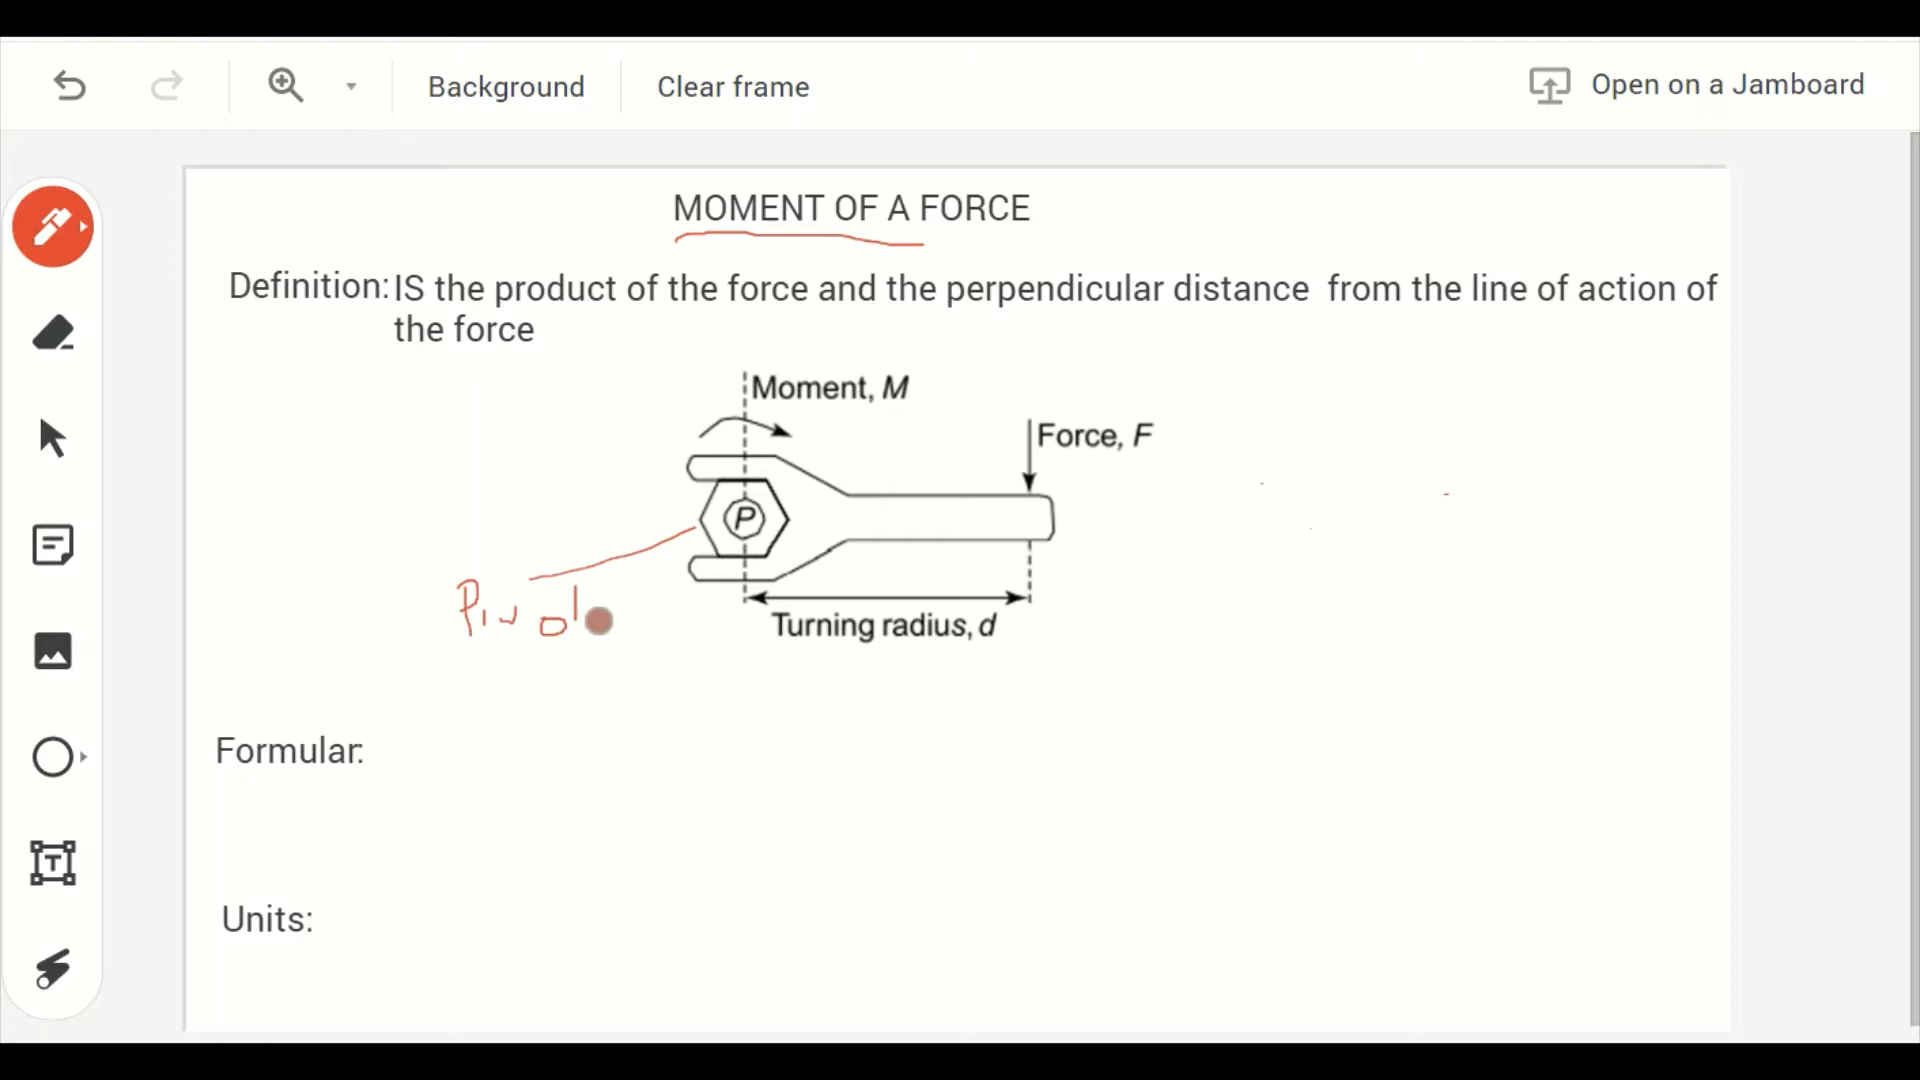 Background Clear frame Open on a Jamboard
MOMENT OF A FORCE
Definition: IS the product of the force and the perpendicular distance from the line of action of
the force
Moment, M
Force, F
P
Turning radius, d
Formular:
Units: